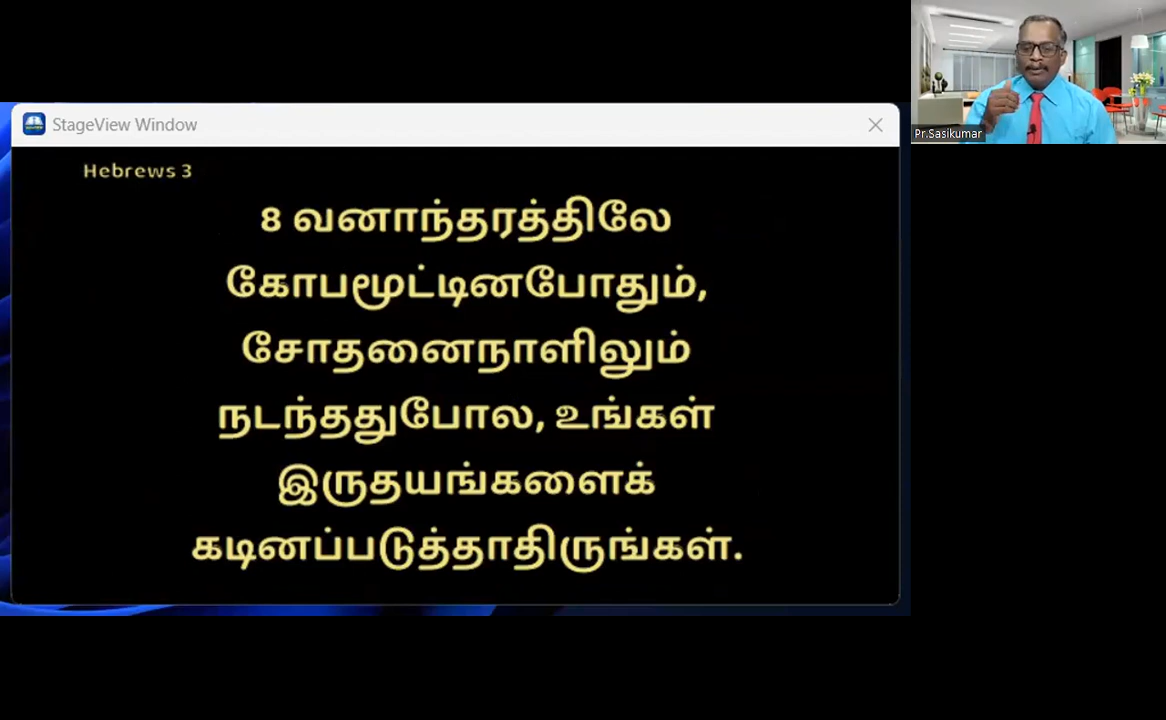 StageView Window
Pr.Sasikumar
Hebrews 3
8 வனாந்தரத்திலே
கோபமூட்டினபோதும்,
சோதனைநாளிலும்
நடந்ததுபோல, உங்கள்
இருதயங்களைக்
கடினப்படுத்தாதிருங்கள்.